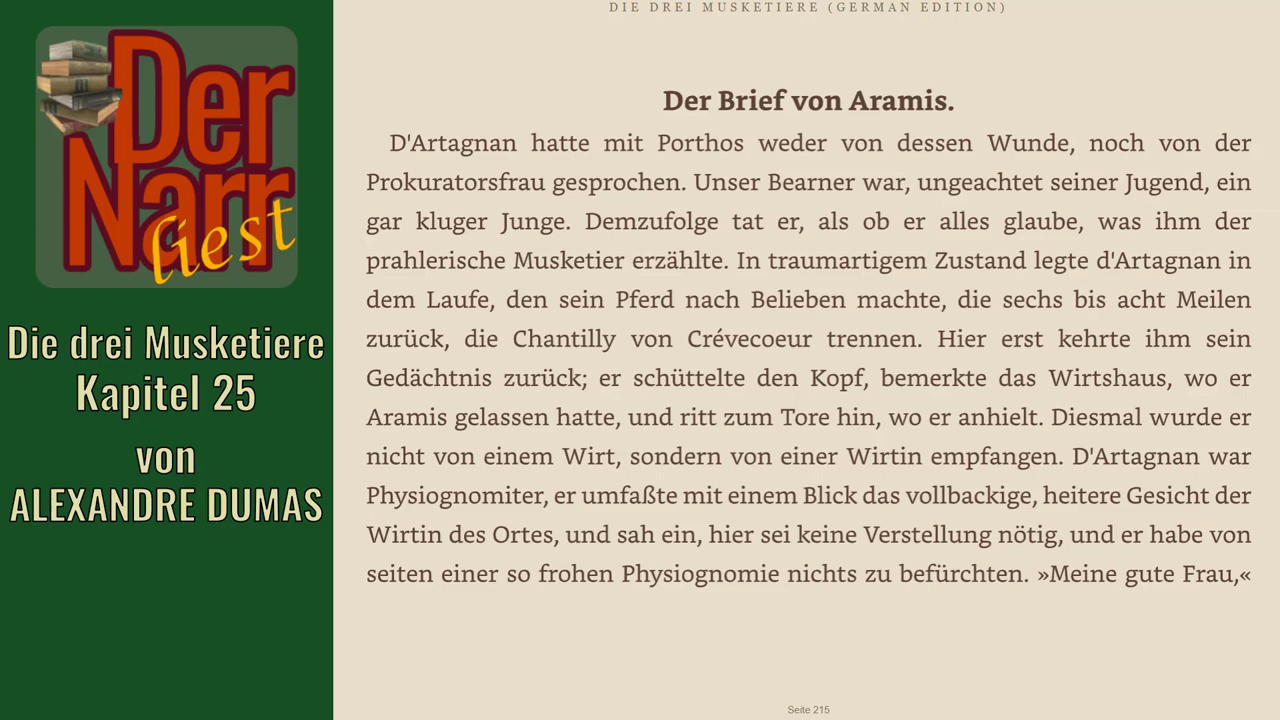 Der
Narr
liest
Die drei Musketiere
Kapitel 25
von
ALEXANDRE DUMAS
DIE DREI MUSKETIERE (GERMAN EDITION)
Der Brief von Aramis.
D'Artagnan hatte mit Porthos weder von dessen Wunde, noch von der
Prokuratorsfrau gesprochen. Unser Bearner war, ungeachtet seiner Jugend, ein
gar kluger Junge. Demzufolge tat er, als ob er alles glaube, was ihm der
prahlerische Musketier erzählte. In traumartigem Zustand legte d'Artagnan in
dem Laufe, den sein Pferd nach Belieben machte, die sechs bis acht Meilen
zurück, die Chantilly von Crévecoeur trennen. Hier erst kehrte ihm sein
Gedächtnis zurück; er schüttelte den Kopf, bemerkte das Wirtshaus, wo er
Aramis gelassen hatte, und ritt zum Tore hin, wo er anhielt. Diesmal wurde er
nicht von einem Wirt, sondern von einer Wirtin empfangen. D'Artagnan war
Physiognomiter, er umfaßte mit einem Blick das vollbackige, heitere Gesicht der
Wirtin des Ortes, und sah ein, hier sei keine Verstellung nötig, und er habe von
seiten einer so frohen Physiognomie nichts zu befürchten. »Meine gute Frau,«
Seite 215